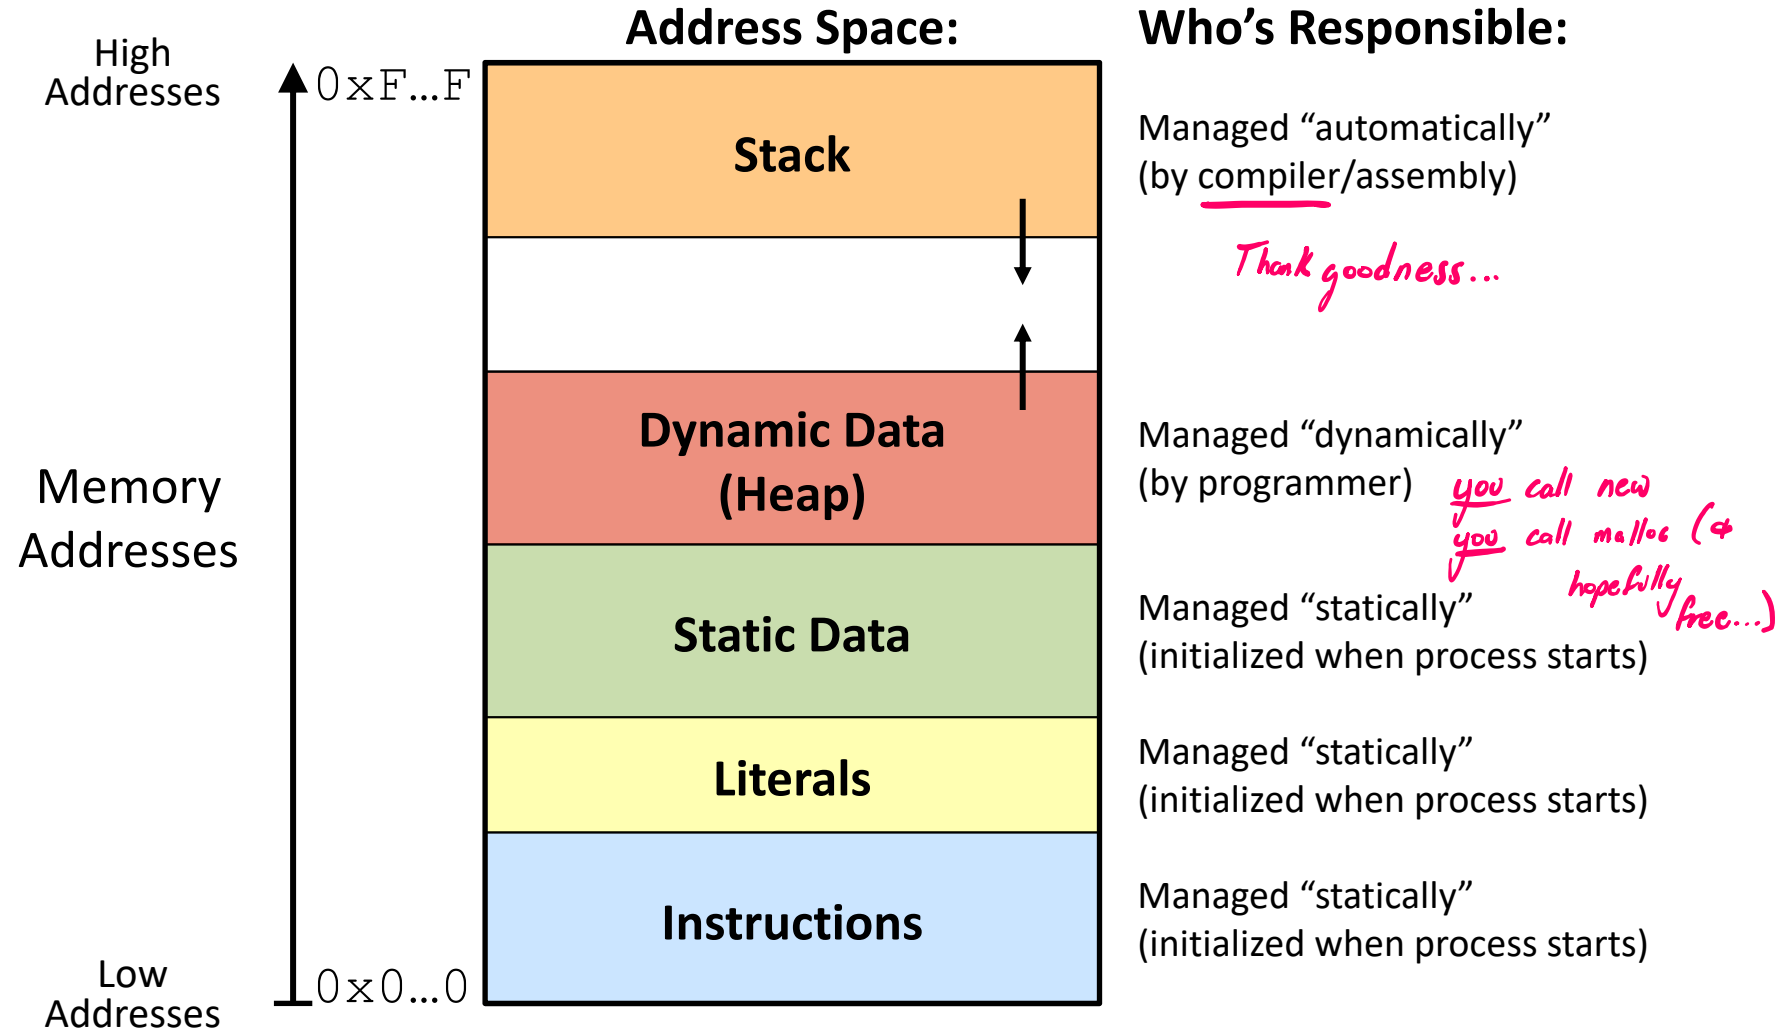 Address Space:
Who's Responsible:
High
Addresses
0xF…F
Stack
Managed “automatically”
(by compiler/assembly)
Thank goodness...
Memory
Addresses
Dynamic Data
(Heap)
Managed “dynamically”
(by programmer)
you call new
you call malloc (&
hopefully
free...)
Static Data
Managed “statically”
(initialized when process starts)
Literals
Managed “statically”
(initialized when process starts)
Instructions
Managed “statically”
(initialized when process starts)
Low
Addresses
0x0…0